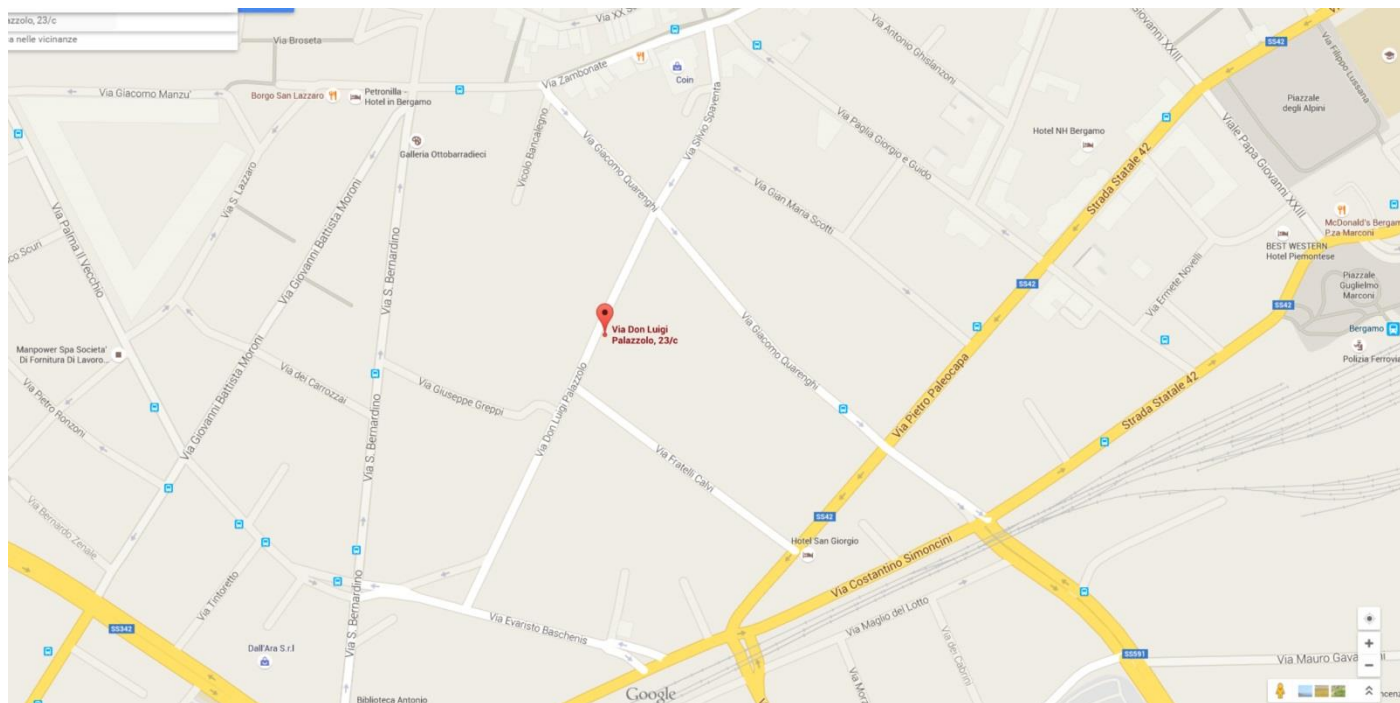 azzolo, 23/c
a nelle vicinanze
Via Broseta
Via XX S
Via Zambonate
Coin
Via Antonio Ghislanzoni
Giovanni XXIII
SS42
Via Filippo Lussana
Via Giacomo Manzu'
Borgo San Lazzaro
Petronilla
Hotel in Bergamo
Galleria Ottobarradieci
Vicolo Bancalegno
Via Giacomo Quarenghi
Via Silvio Spaventa
Via Paglia Giorgio e Guido
Hotel NH Bergamo
Strada Statale 42
Piazzale
degli Alpini
Viale Papa Giovanni XXIII
McDonald's Bergam
P.za Marconi
BEST WESTERN
Hotel Piemontese
Piazzale
Guglielmo
Marconi
Bergamo
Polizia Ferrovia
co Scuri
Via Palma Il Vecchio
Via S. Lazzaro
Via Giovanni Battista Moroni
Via S. Bernardino
Via Gian Maria Scotti
SS42
Via Ermete Novelli
SS42
Via Don Luigi
Palazzolo, 23/c
Manpower Spa Societa'
Di Fornitura Di Lavoro...
Via Pietro Ronzoni
Via Giovanni Battista Moroni
Via dei Carrozzai
Via Giuseppe Greppi
Via Don Luigi Palazzolo
Via Giacomo Quarenghi
Via Pietro Paleocapa
Strada Statale 42
Via S. Bernardino
Via Fratelli Calvi
Via Bernardo Zenale
SS42
Hotel San Giorgio
Via Costantino Simoncini
Via Tintoretto
Via S. Bernardino
Via Evaristo Baschenis
Via Maglio del Lotto
Via dei Cabrini
SS342
Dall'Ara S.r.l
SS591
Via Mauro Gava
ni
Biblioteca Antonio
Google
Via Morz
V
ncenz